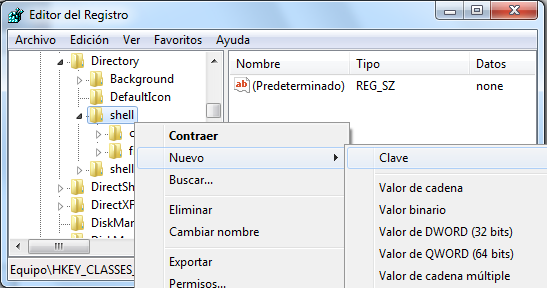 Editor del Registro
Archivo Edición Ver Favoritos Ayuda
Directory
Background
DefaultIcon
shell
c
f
shell
DirectSh
DirectXF
DiskMan
Nombre Tipo Datos
ab (Predeterminado) REG_SZ none
Contraer
Nuevo
Buscar...
Eliminar
Cambiar nombre
Exportar
Permisos...
Clave
Valor de cadena
Valor binario
Valor de DWORD (32 bits)
Valor de QWORD (64 bits)
Valor de cadena múltiple
Equipo\HKEY_CLASSES_